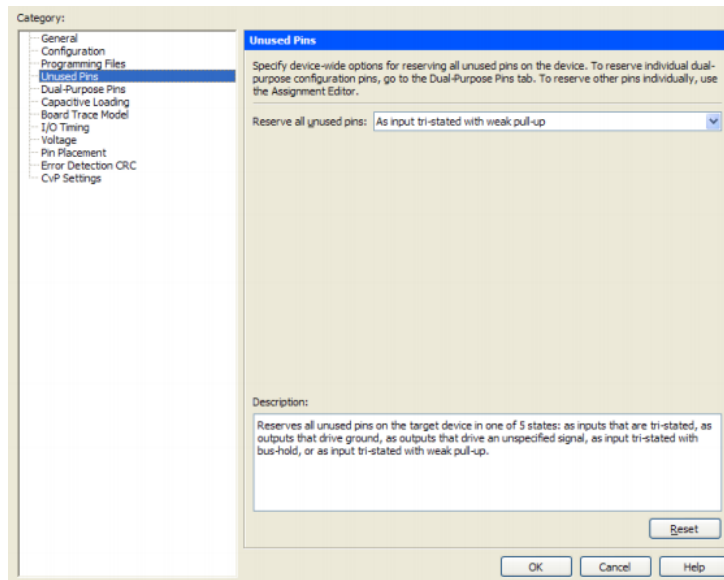 Category:
General
Configuration
Programming Files
Unused Pins
Dual-Purpose Pins
Capacitive Loading
Board Trace Model
I/O Timing
Voltage
Pin Placement
Error Detection CRC
CvP Settings
Unused Pins
Specify device-wide options for reserving all unused pins on the device. To reserve individual dual-
purpose configuration pins, go to the Dual-Purpose Pins tab. To reserve other pins individually, use
the Assignment Editor.
Reserve all unused pins: As input tri-stated with weak pull-up
Description:
Reserves all unused pins on the target device in one of 5 states: as inputs that are tri-stated, as
outputs that drive ground, as outputs that drive an unspecified signal, as input tri-stated with
bus-hold, or as input tri-stated with weak pull-up.
Reset
OK Cancel Help